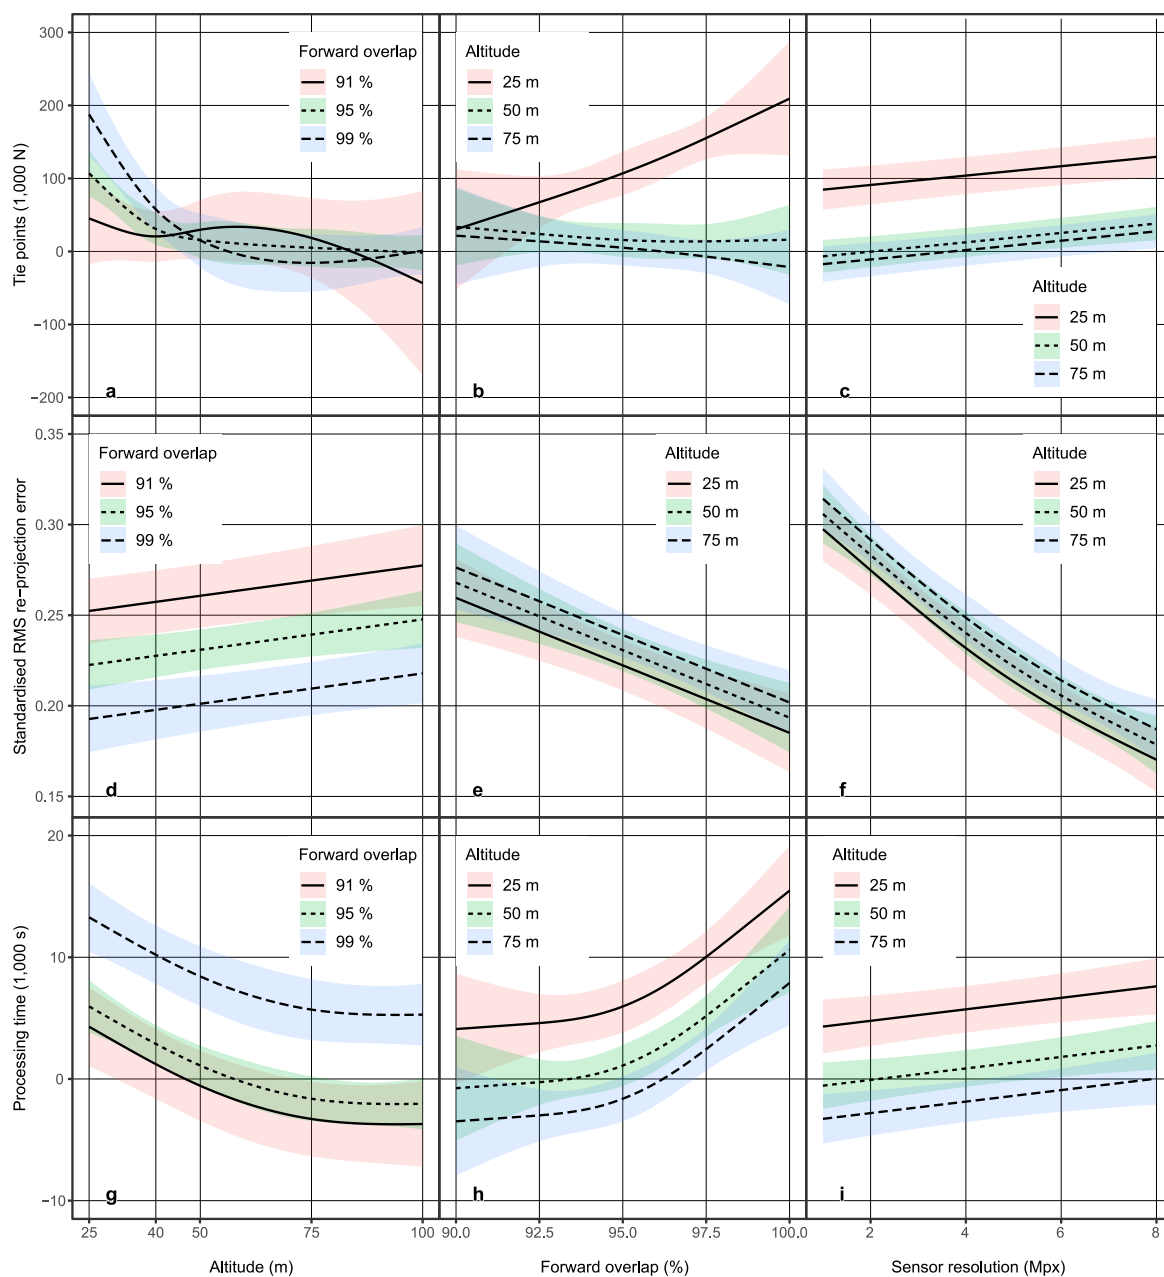 Tie points (1,000 N)
300
200
100
0
−100
−200
Forward overlap
91 %
95 %
99 %
a
Altitude
25 m
50 m
75 m
b
Altitude
25 m
50 m
75 m
c
Standardised RMS re−projection error
0.35
0.30
0.25
0.20
0.15
Forward overlap
91 %
95 %
99 %
d
Altitude
25 m
50 m
75 m
e
Altitude
25 m
50 m
75 m
f
Processing time (1,000 s)
20
10
0
−10
Forward overlap
91 %
95 %
99 %
g
Altitude
25 m
50 m
75 m
h
Altitude
25 m
50 m
75 m
i
25 40 50 75 100
90.0 92.5 95.0 97.5 100.0
2 4 6 8
Altitude (m)
Forward overlap (%)
Sensor resolution (Mpx)